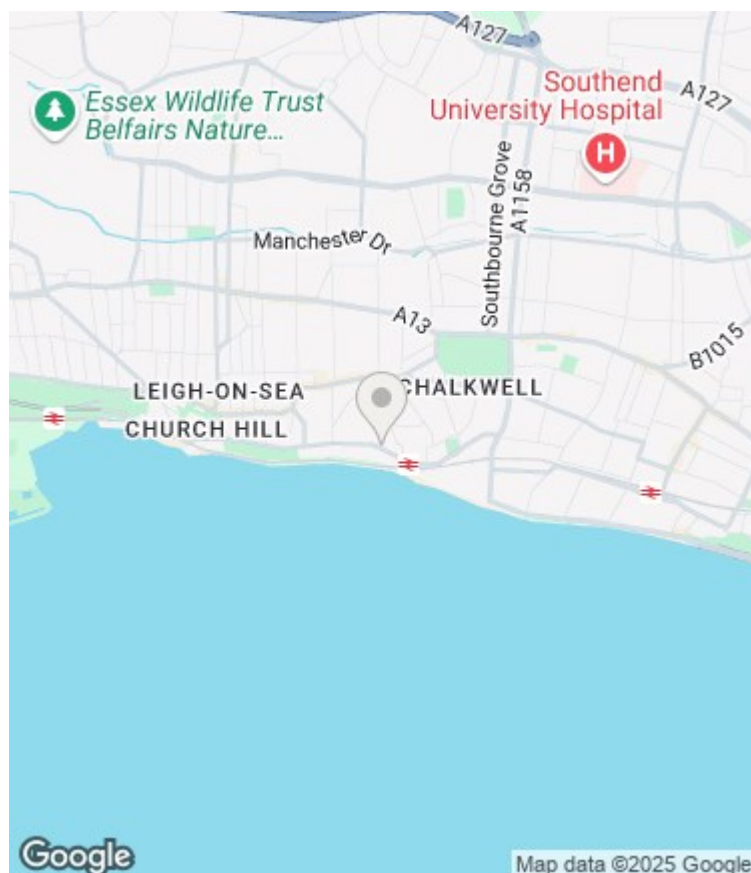 A127
Southend
University Hospital
A127
H
Essex Wildlife Trust
Belfairs Nature...
Southbourne Grove
A1158
Manchester Dr
A13
B1015
LEIGH-ON-SEA
CHALKWELL
CHURCH HILL
Google
Map data ©2025 Google